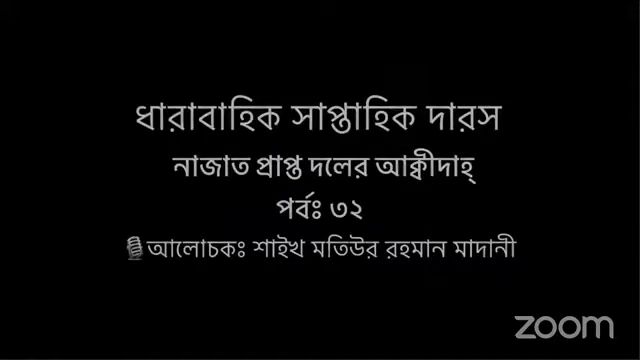 ধারাবাহিক সাপ্তাহিক দারস
নাজাত প্রাপ্ত দলের আক্বীদাহ্
পর্বঃ ৩২
🎙️আলোচকঃ শাইখ মতিউর রহমান মাদানী
zoom